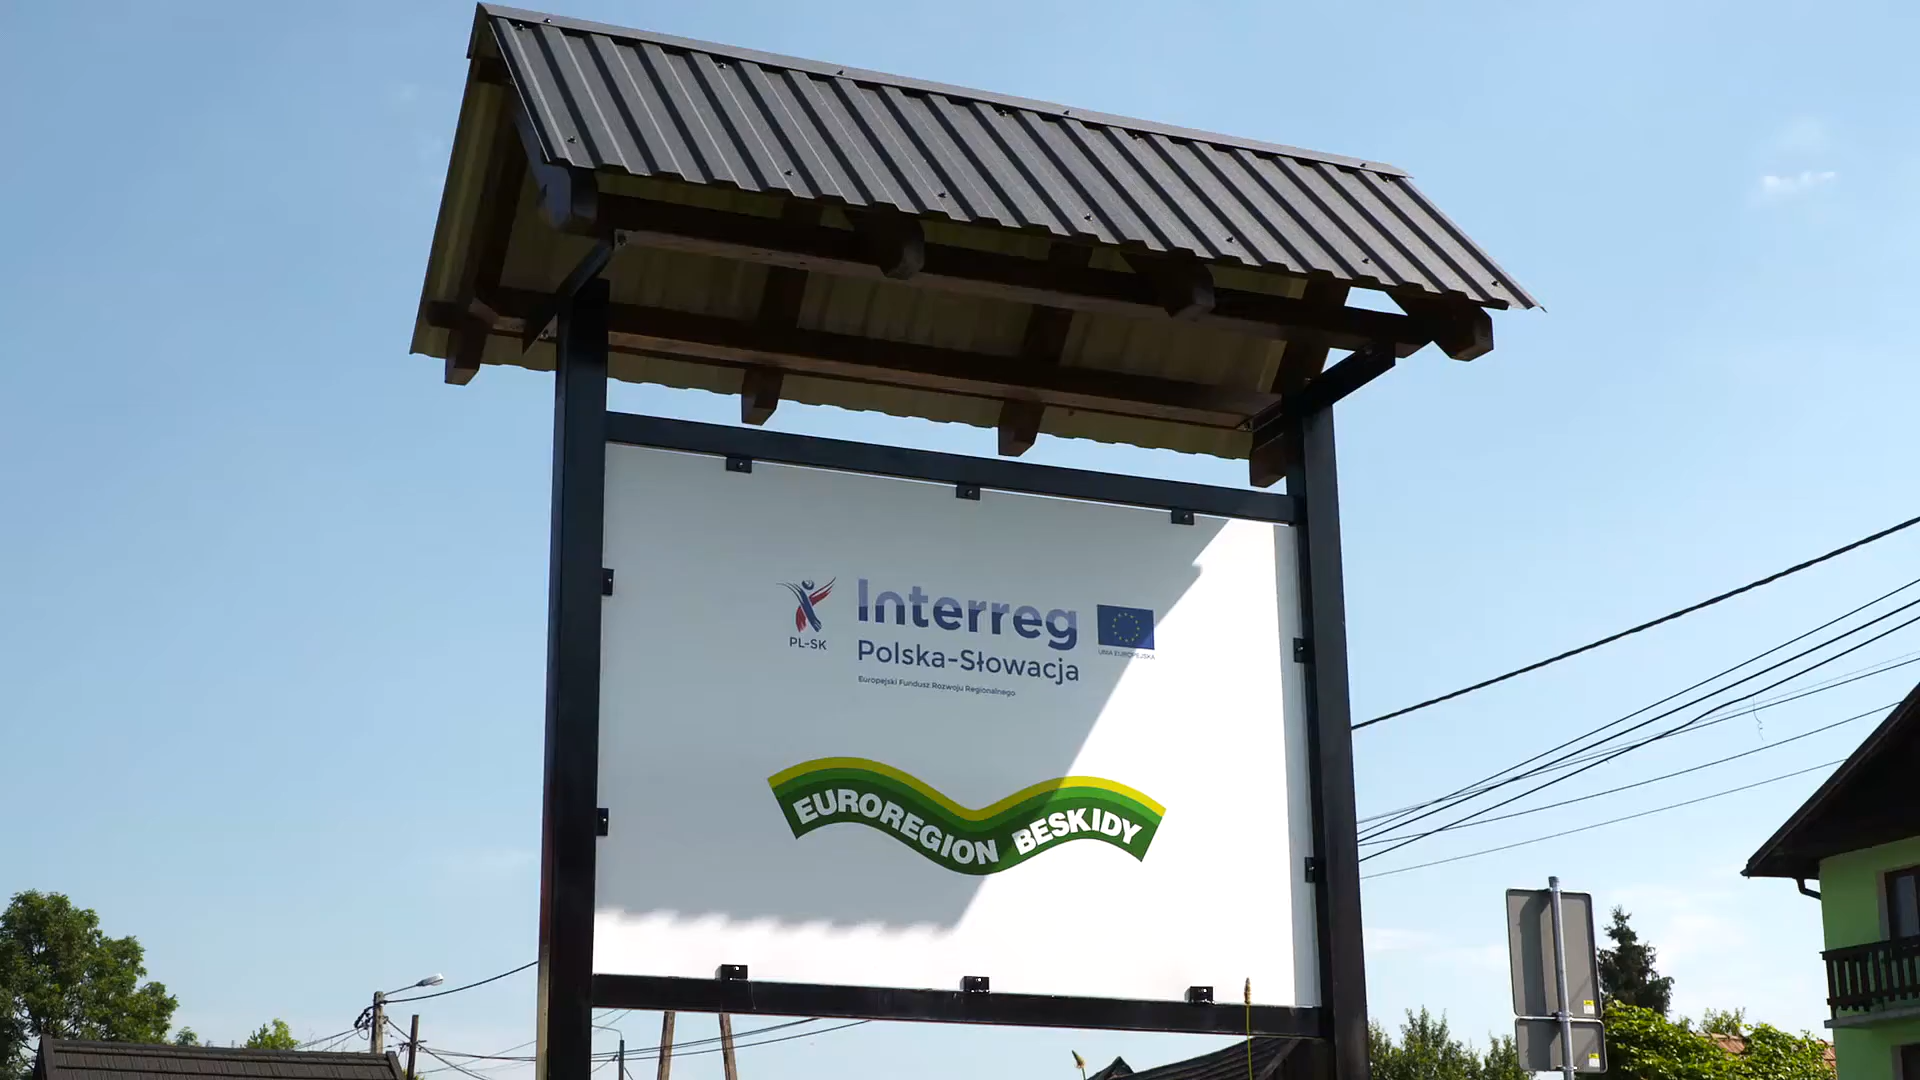 PL-SK
Interreg
Polska-Słowacja
Europejski Fundusz Rozwoju Regionalnego
UNIA EUROPEJSKA
EUROREGION BESKIDY